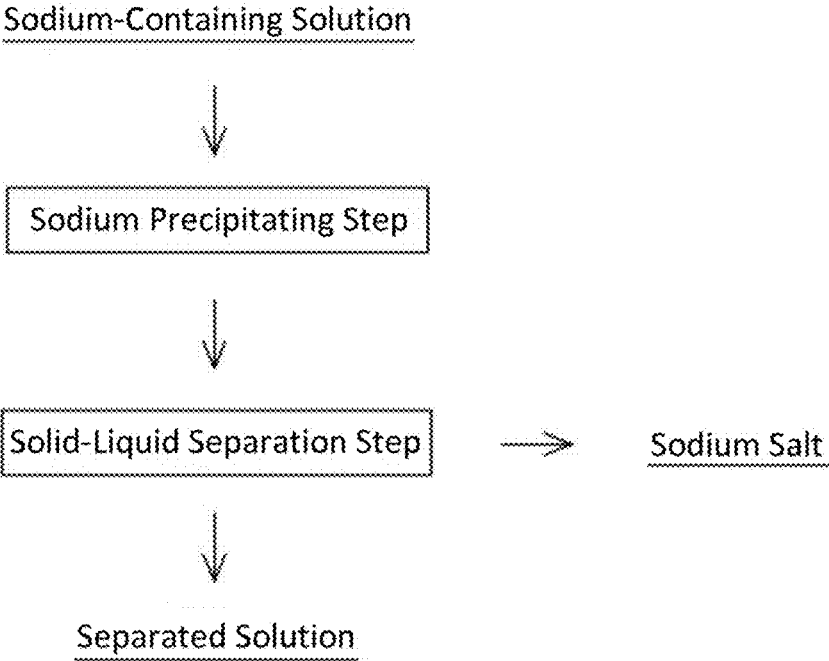 Sodium-Containing Solution
Sodium Precipitating Step
Solid-Liquid Separation Step
Sodium Salt
Separated Solution